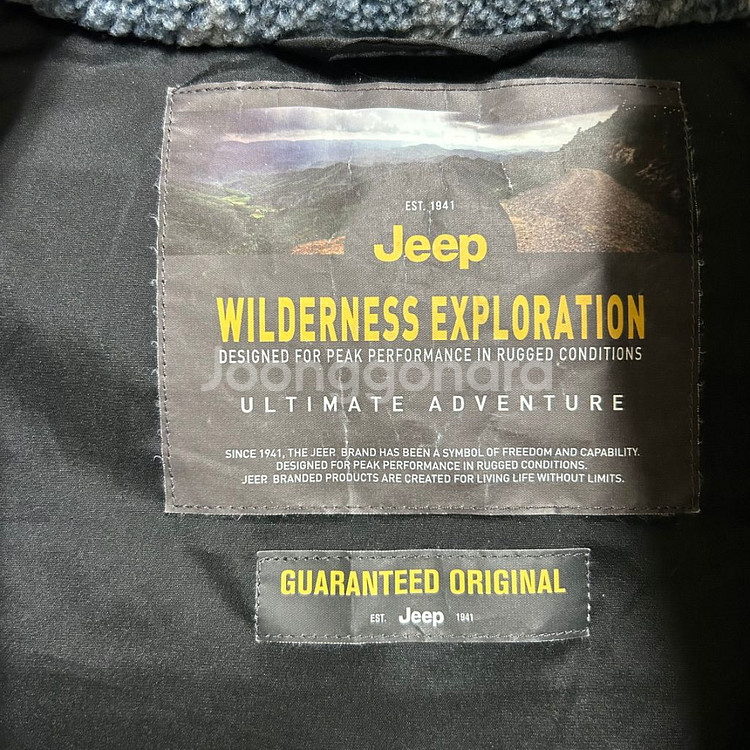 EST. 1941
Jeep
WILDERNESS EXPLORATION
DESIGNED FOR PEAK PERFORMANCE IN RUGGED CONDITIONS
Joonggonara
ULTIMATE ADVENTURE
SINCE 1941, THE JEEP BRAND HAS BEEN A SYMBOL OF FREEDOM AND CAPABILITY.
DESIGNED FOR PEAK PERFORMANCE IN RUGGED CONDITIONS.
JEEP BRANDED PRODUCTS ARE CREATED FOR LIVING LIFE WITHOUT LIMITS.
GUARANTEED ORIGINAL
EST. Jeep 1941